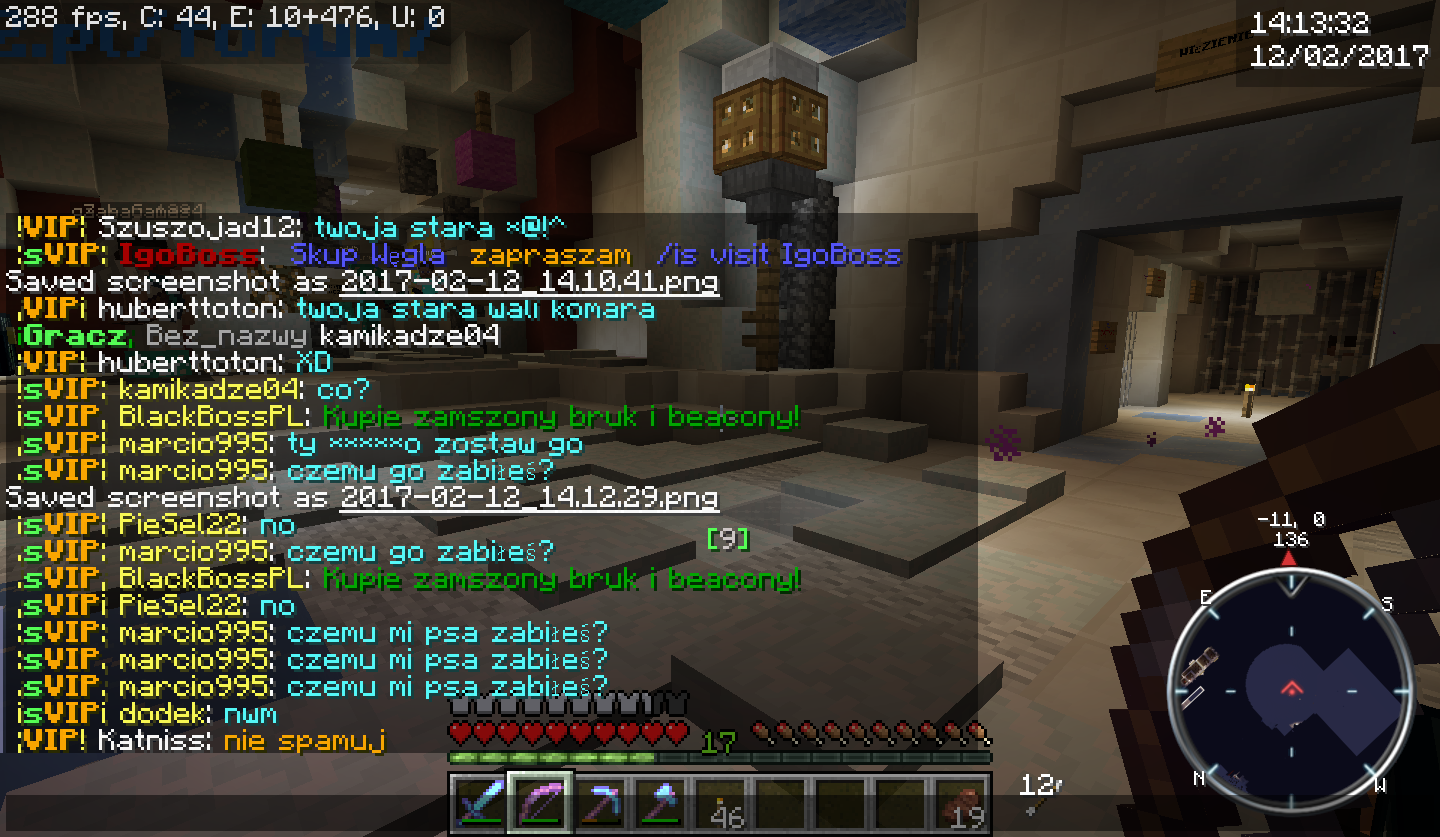 288 fps, C: 44, E: 10+476, U: 0
14:13:32
12/02/2017
z.pl/forum/
WIĘZIENIE
!VIP! Szuszojad12: twoja stara *@!^
!sVIP: IgoBoss: Skup Węgla zapraszam /is visit IgoBoss
Saved screenshot as 2017-02-12_14.10.41.png
,VIP¡ huberttoton: twoja stara wali komara
¡Gracz, Bez_nazwy kamikadze04
,VIP! huberttoton: XD
!sVIP: kamikadze04: co?
¡sVIP, BlackBossPL: Kupie zamszony bruk i beacony!
.sVIP! marcio995: ty *****o zostaw go
.sVIP! marcio995: czemu go zabiłeś?
Saved screenshot as 2017-02-12_14.12.29.png
¡sVIP! PieSel22: no
[9]
.sVIP! marcio995: czemu go zabiłeś?
.sVIP, BlackBossPL: Kupie zamszony bruk i beacony!
,sVIP¡ PieSel22: no
.sVIP: marcio995: czemu mi psa zabiłeś?
.sVIP, marcio995: czemu mi psa zabiłeś?
.sVIP: marcio995: czemu mi psa zabiłeś?
¡sVIP¡ dodek: nwm
,VIP! Katniss: nie spamuj
-11, 0
136
E
S
N
W
17
46
19
12